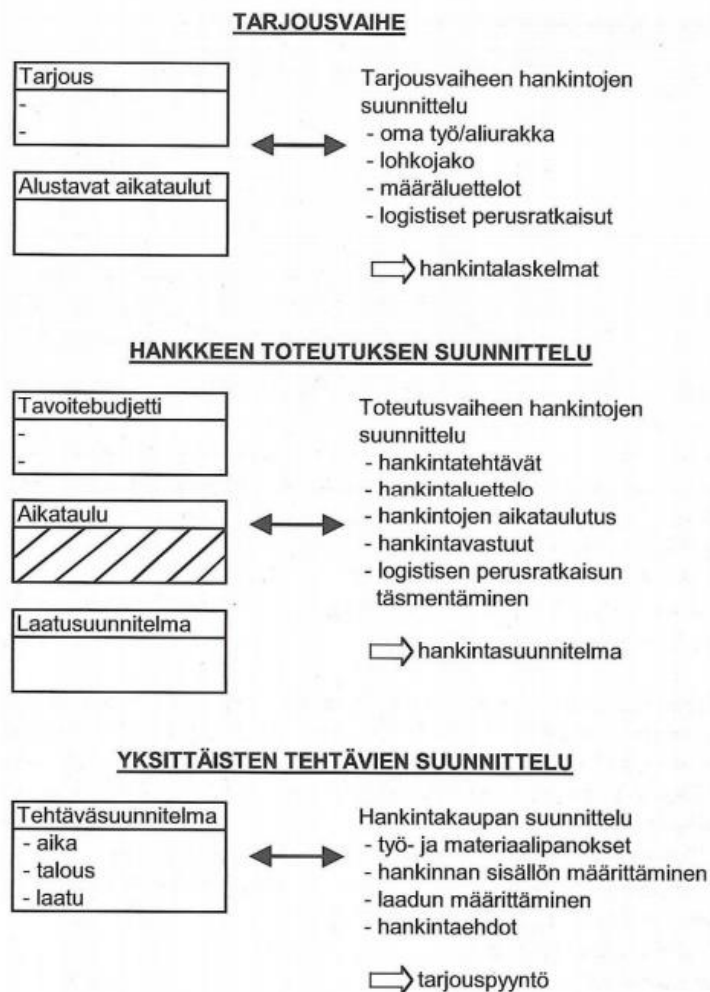 TARJOUSVAIHE
Tarjous
-
-
Alustavat aikataulut
Tarjousvaiheen hankintojen
suunnittelu
- oma työ/aliurakka
- lohkojako
- määräluettelot
- logistiset perusratkaisut
hankintalaskelmat
HANKKEEN TOTEUTUKSEN SUUNNITTELU
Tavoitebudjetti
-
-
Aikataulu
Laatusuunnitelma
Toteutusvaiheen hankintojen
suunnittelu
- hankintatehtävät
- hankintaluettelo
- hankintojen aikataulutus
- hankintavastuut
- logistisen perusratkaisun
täsmentäminen
hankintasuunnitelma
YKSITTÄISTEN TEHTÄVIEN SUUNNITTELU
Tehtäväsuunnitelma
- aika
- talous
- laatu
Hankintakaupan suunnittelu
- työ- ja materiaalipanokset
- hankinnan sisällön määrittäminen
- laadun määrittäminen
- hankintaehdot
tarjouspyyntö